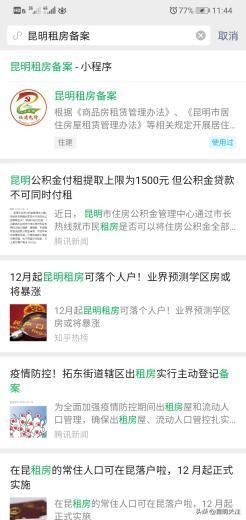 77% 11:44
昆明租房备案
取消
昆明租房备案 - 小程序
昆明租房备案
根据《商品房租赁管理办法》、《昆明市居
住房屋租赁管理办法》等相关规定开展居住...
住建
使用过
昆明公积金付租提取上限为1500元 但公积金贷款
不可同时付租
近日, 昆明市住房公积金管理中心通过市长
热线就市民租房是否可以将住房公积金全部...
腾讯新闻
12月起昆明租房可落个人户！业界预测学区房或
将暴涨
12月起昆明租房可落个人户！业界预测学区
房或将暴涨
知乎热榜
疫情防控！拓东街道辖区出租房实行主动登记备
案
为全面加强疫情防控期间出租房屋和流动人
口管理，确保出租房屋、流动人口管控扎实...
腾讯新闻
在昆租房的常住人口可在昆落户啦，12 月起正式
实施
在昆租房的常住人口可在昆落户啦，12 月
起正式实施